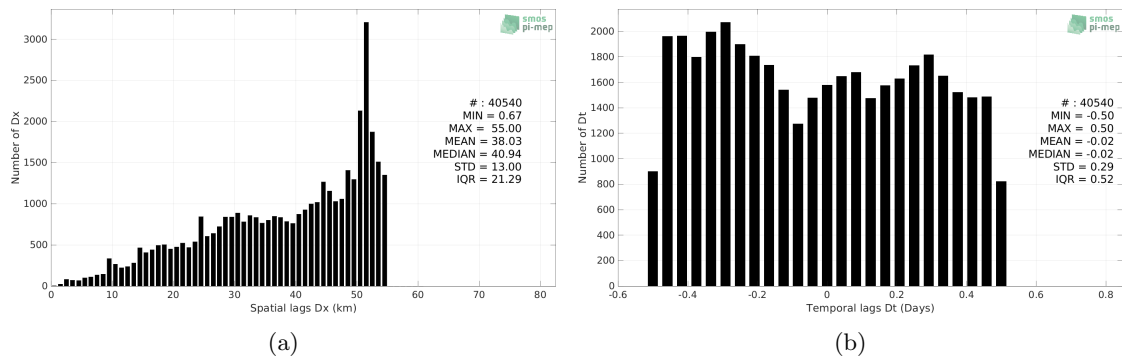 smos
pi-mep
3000
2500
2000
1500
1000
500
0
Number of Dx
# : 40540
MIN = 0.67
MAX = 55.00
MEAN = 38.03
MEDIAN = 40.94
STD = 13.00
IQR = 21.29
0 10 20 30 40 50 60 70 80
Spatial lags Dx (km)
(a)
smos
pi-mep
2000
1800
1600
1400
1200
1000
800
600
400
200
0
Number of Dt
# : 40540
MIN = -0.50
MAX = 0.50
MEAN = -0.02
MEDIAN = -0.02
STD = 0.29
IQR = 0.52
-0.6 -0.4 -0.2 0 0.2 0.4 0.6 0.8
Temporal lags Dt (Days)
(b)